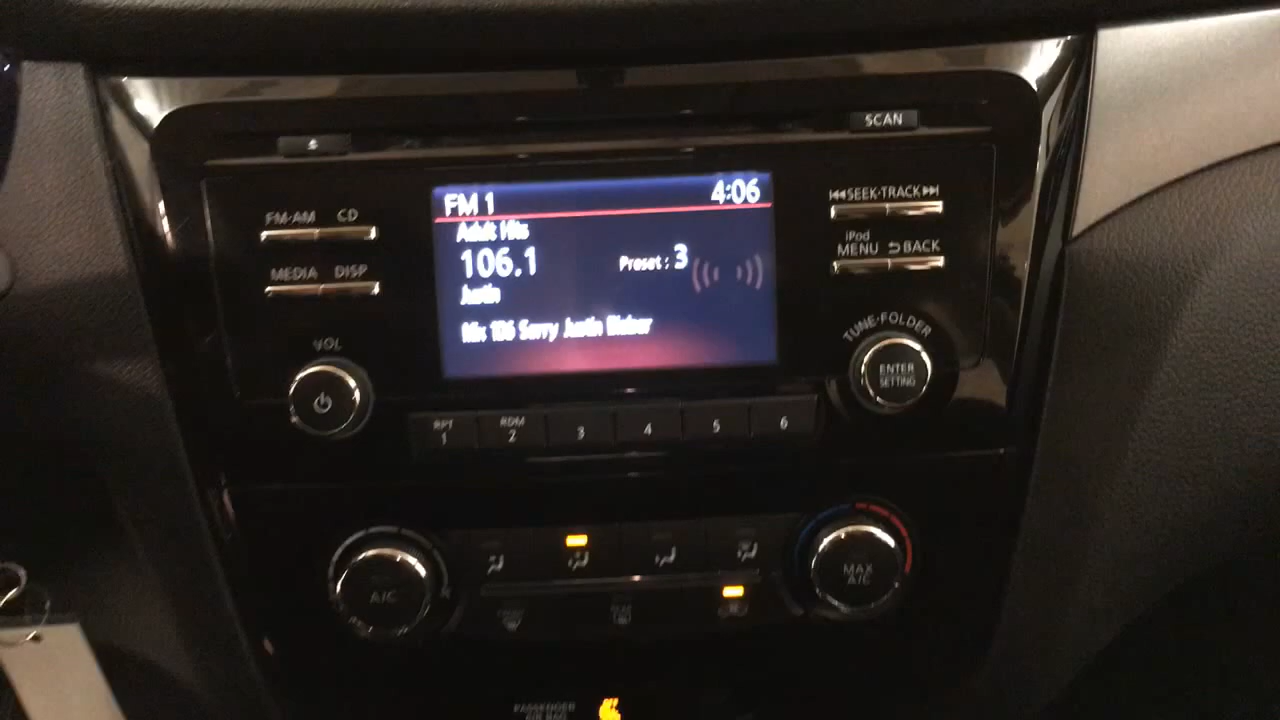 SCAN
FM·AM CD
MEDIA DISP
VOL
FM 1 4:06
Adult Hits
106.1 Preset : 3
Justin
Mix 106 Sorry Justin Bieber
SEEK·TRACK
iPod
MENU BACK
TUNE·FOLDER
ENTER
SETTING
RPT RDM
1 2 3 4 5 6
A/C
MAX
A/C
PASSENGER
AIR BAG